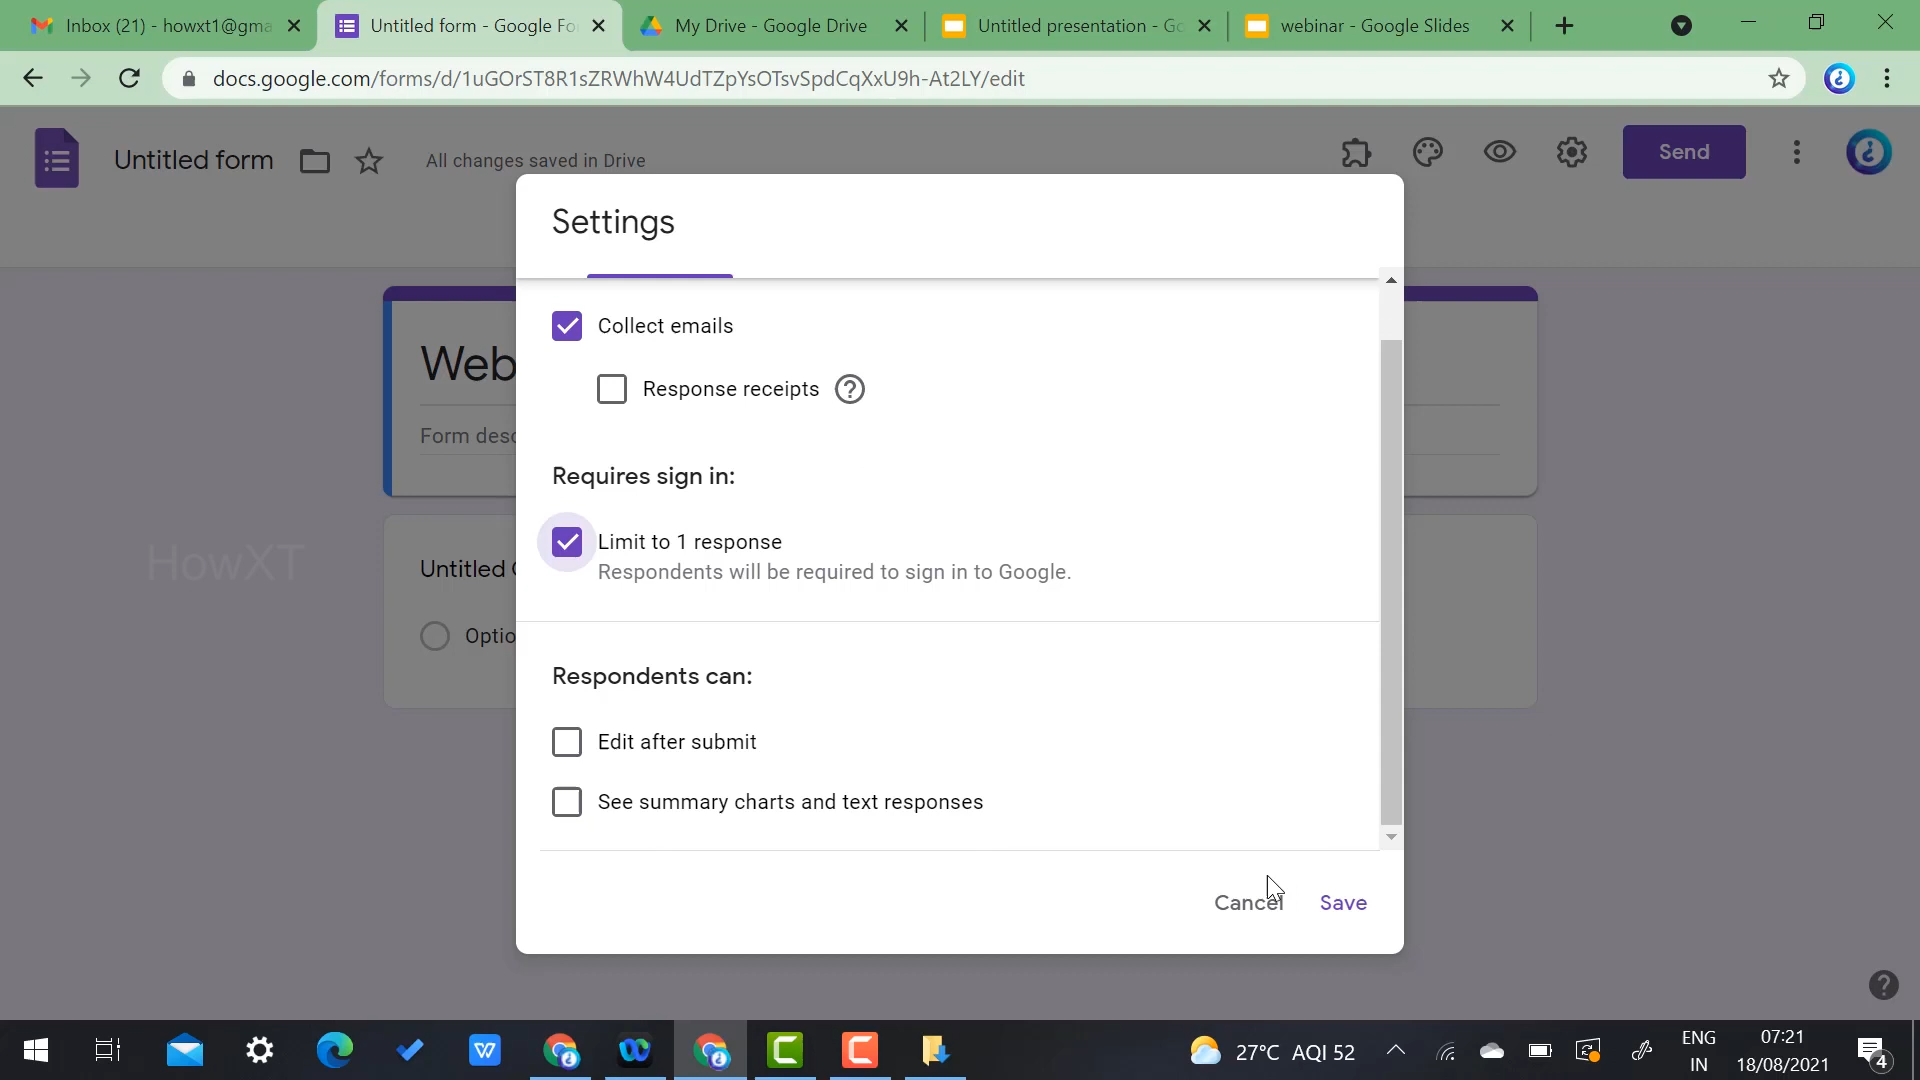 Inbox (21) - howxt1@gma
Untitled form - Google Fo
My Drive - Google Drive
Untitled presentation - Go
webinar - Google Slides
docs.google.com/forms/d/1uGOrST8R1sZRWhW4UdTZpYsOTsvSpdCqXxU9h-At2LY/edit
Untitled form
All changes saved in Drive
Send
Settings
Collect emails
Response receipts
Web
Form desc
Requires sign in:
Limit to 1 response
Respondents will be required to sign in to Google.
HowXT
Untitled
Optio
Respondents can:
Edit after submit
See summary charts and text responses
Cancel
Save
27°C AQI 52
ENG
IN
07:21
18/08/2021
4